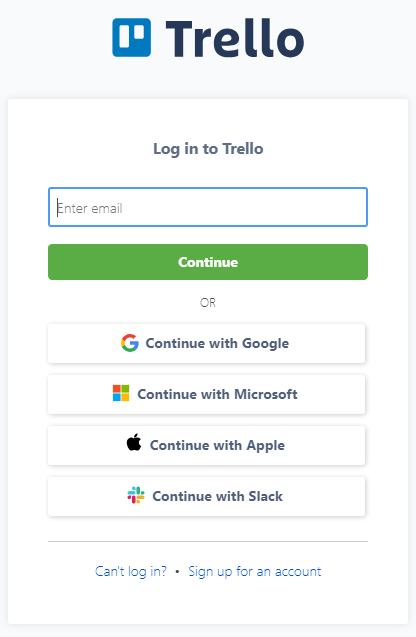 Trello
Log in to Trello
Enter email
Continue
OR
Continue with Google
Continue with Microsoft
Continue with Apple
Continue with Slack
Can't log in? • Sign up for an account